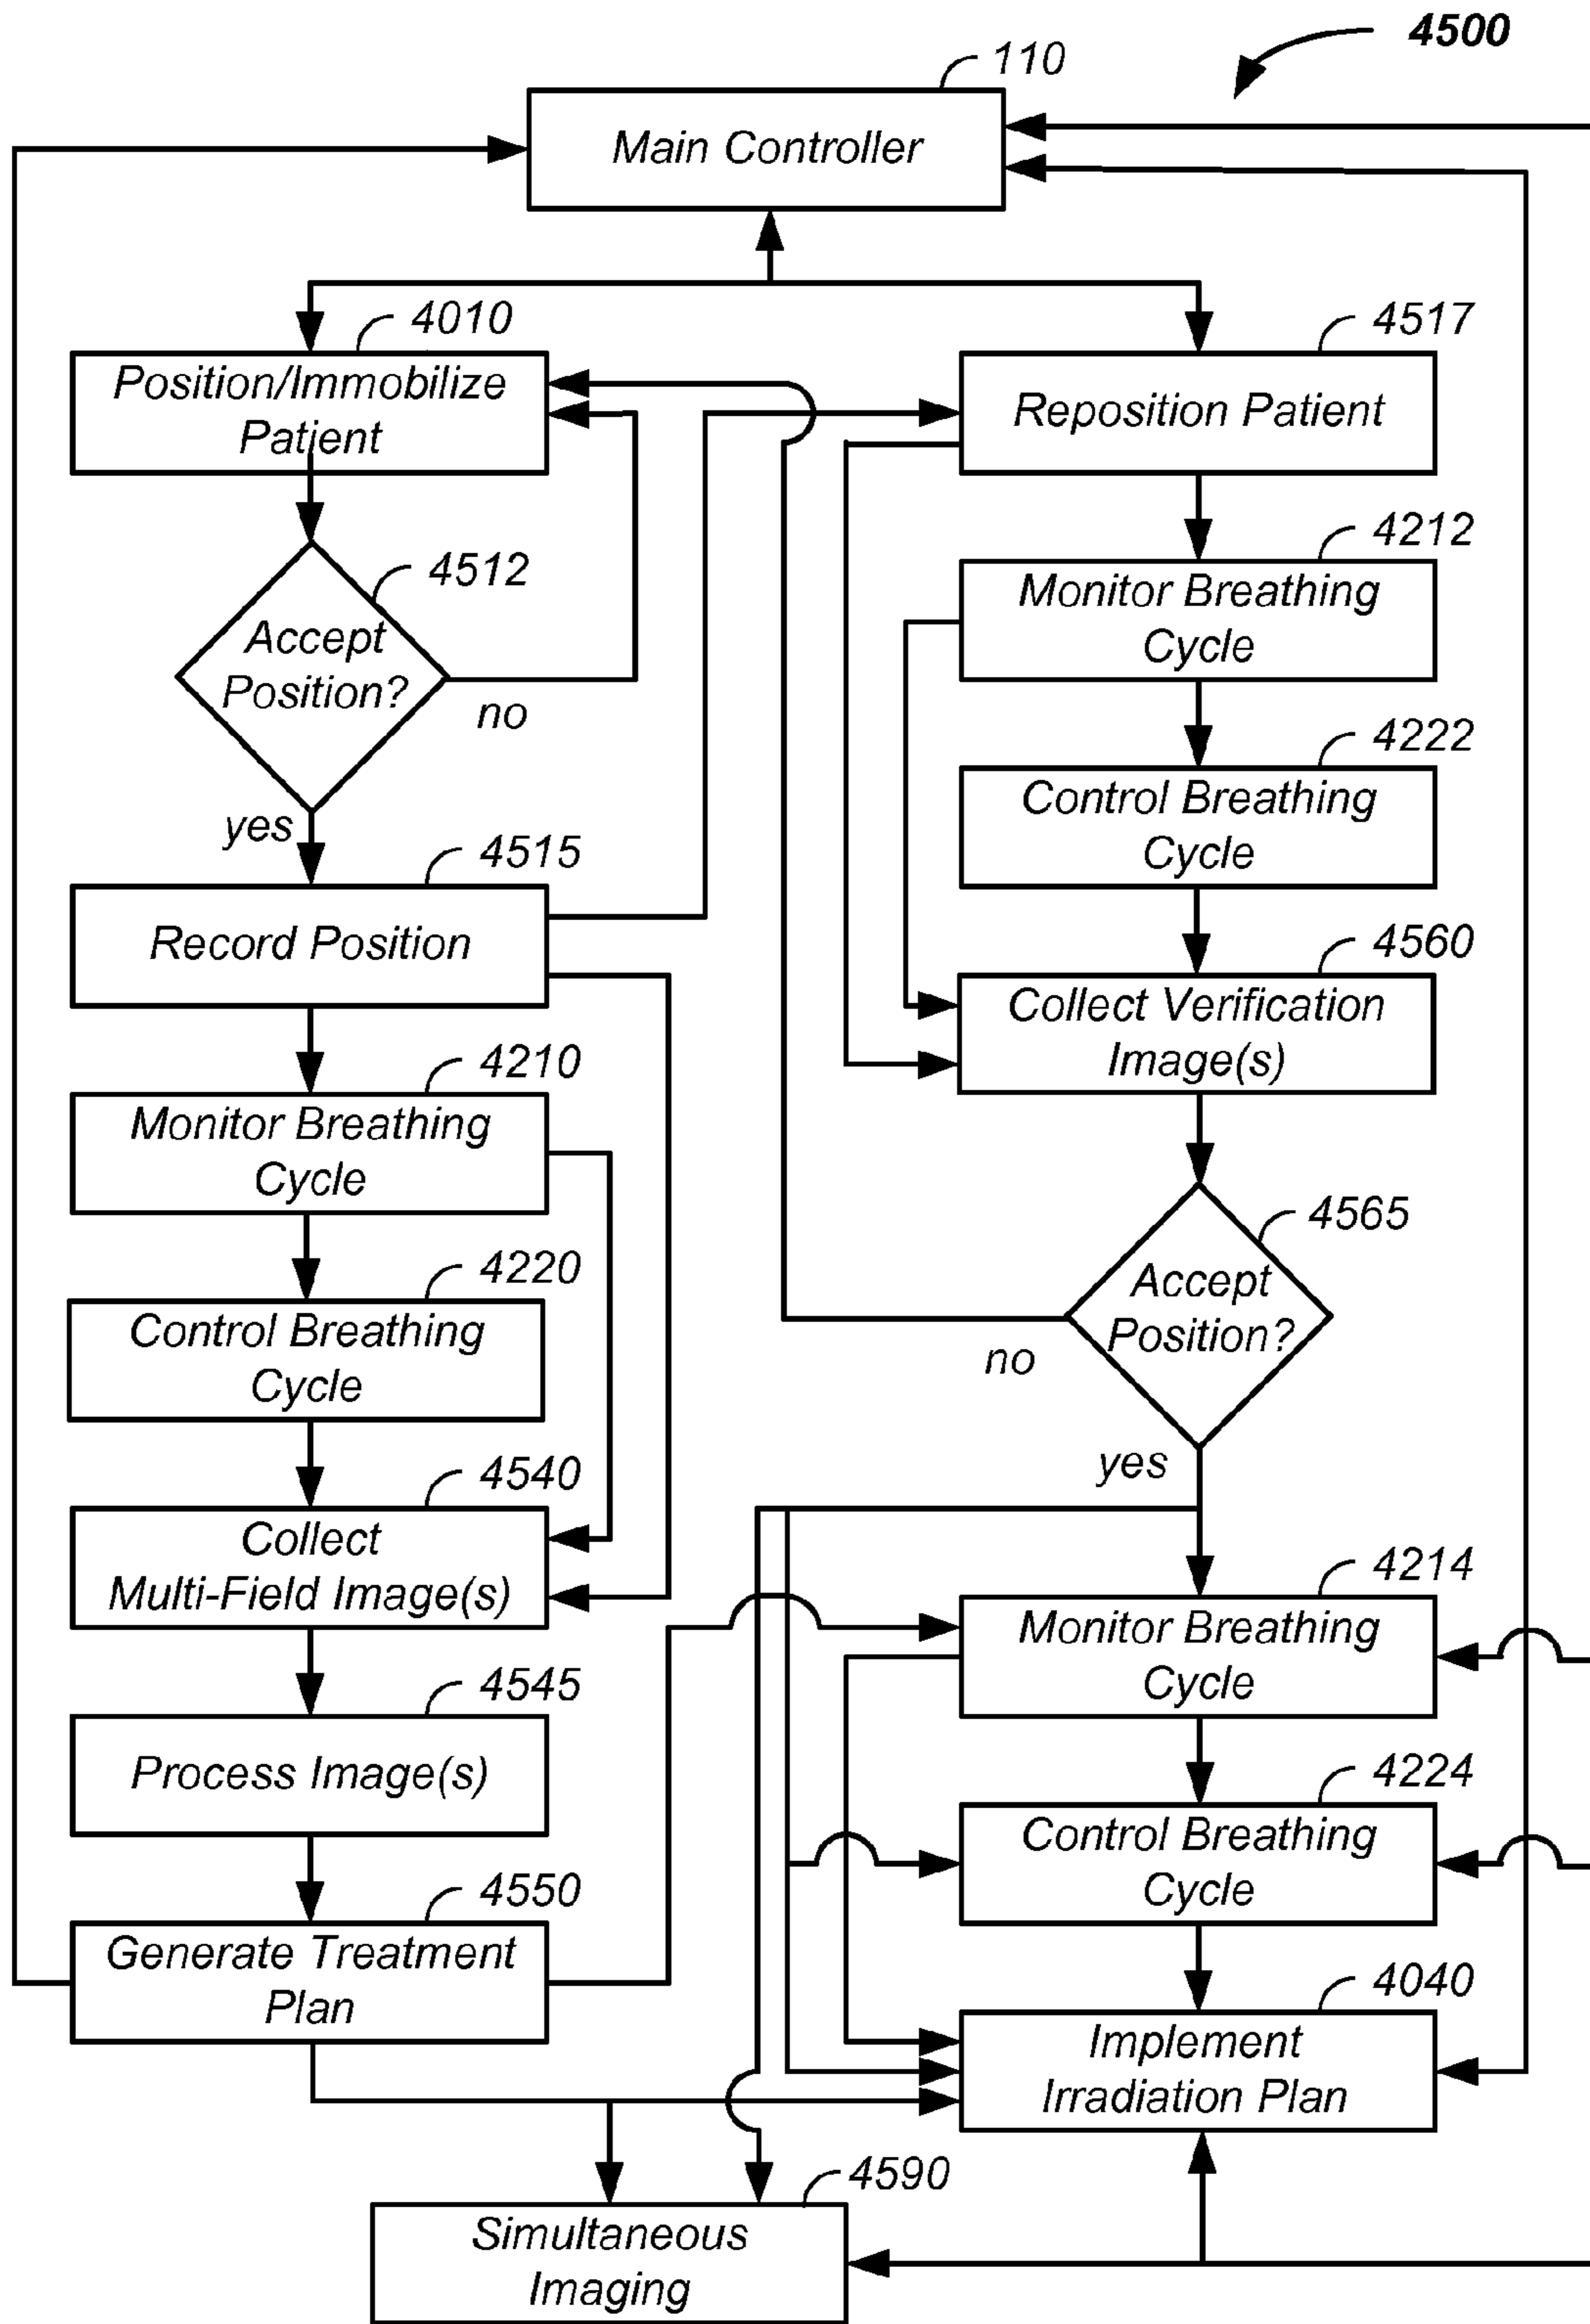 4500
110
Main Controller
4010
Position/Immobilize
Patient
4517
Reposition Patient
4512
Accept
Position?
no
yes
4212
Monitor Breathing
Cycle
4222
Control Breathing
Cycle
4515
Record Position
4560
Collect Verification
Image(s)
4210
Monitor Breathing
Cycle
4565
Accept
Position?
no
yes
4220
Control Breathing
Cycle
4540
Collect
Multi-Field Image(s)
4214
Monitor Breathing
Cycle
4545
Process Image(s)
4224
Control Breathing
Cycle
4550
Generate Treatment
Plan
4040
Implement
Irradiation Plan
4590
Simultaneous
Imaging